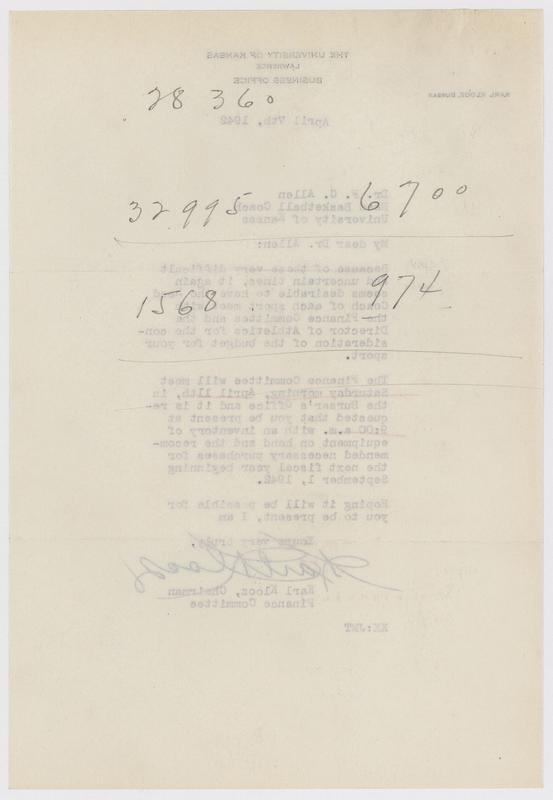 THE UNIVERSITY OF KANSAS
LAWRENCE
BUSINESS OFFICE
KARL KLOOZ, BURSAR
28 360
April 7th, 1942
Dr. F. C. Allen
Basketball Coach
University of Kansas
32,995 6700
My dear Dr. Allen:
Because of these very difficult
and uncertain times, it again
seems desirable to have the head
Coach of each sport meet with
1568 974
the Finance Committee and the
Director of Athletics for the con-
sideration of the budget for your
sport.
The Finance Committee will meet
Saturday morning, April 11th, in
the Bursar's office and it is re-
quested that you be present at
9:00 a.m. with an inventory of
equipment on hand and the recom-
mended necessary purchases for
the next fiscal year beginning
September 1, 1942.
Hoping it will be possible for
you to be present, I am
Yours very truly,
Karl Klooz
Karl Klooz, Chairman
Finance Committee
KK:JWT